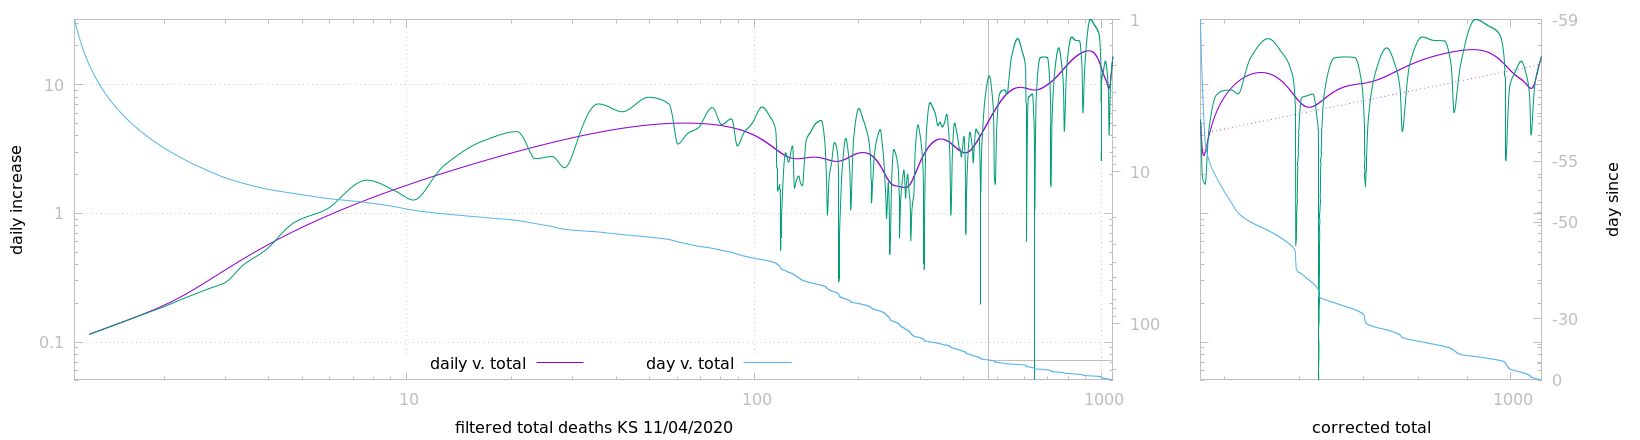 daily increase
10
1
0.1
1
10
100
daily v. total
day v. total
10
100
1000
filtered total deaths KS 11/04/2020
-59
-55
-50
-30
0
day since
1000
corrected total